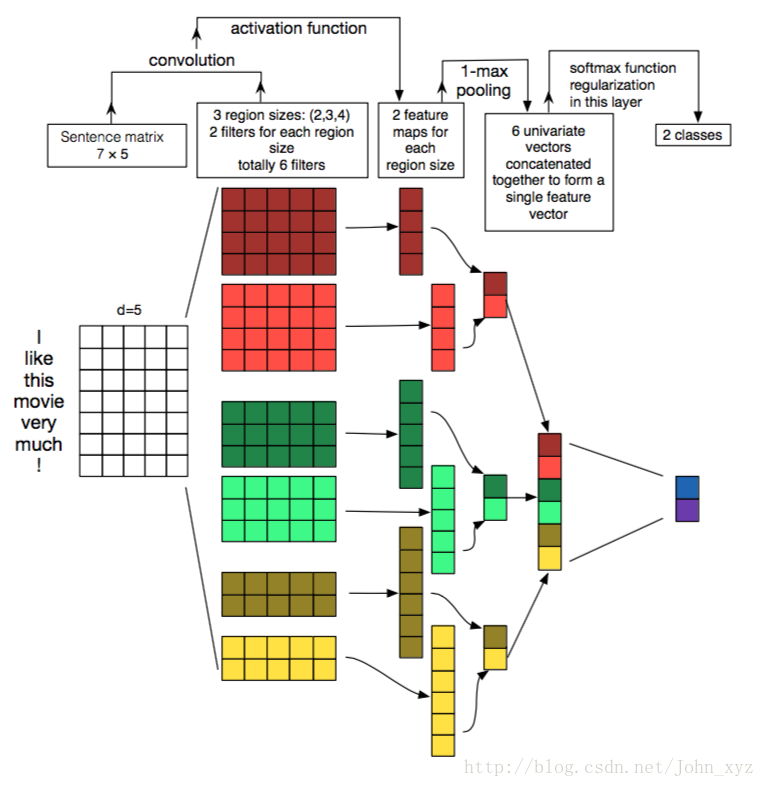 activation function
convolution
1-max
pooling
softmax function
regularization
in this layer
Sentence matrix
7 × 5
3 region sizes: (2,3,4)
2 filters for each region
size
totally 6 filters
2 feature
maps for
each
region size
6 univariate
vectors
concatenated
together to form a
single feature
vector
2 classes
d=5
I
like
this
movie
very
much
!
http://blog.csdn.net/John_xyz